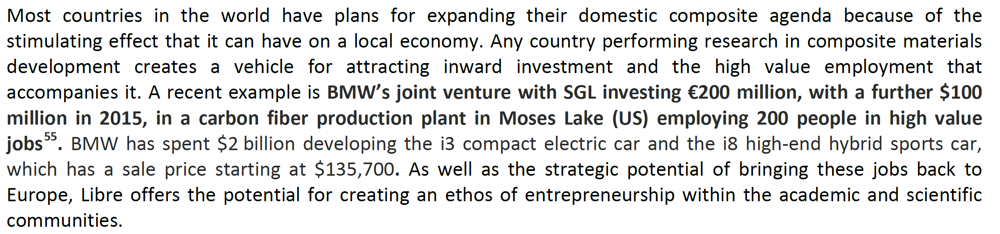 Most countries in the world have plans for expanding their domestic composite agenda because of the
stimulating effect that it can have on a local economy. Any country performing research in composite materials
development creates a vehicle for attracting inward investment and the high value employment that
accompanies it. A recent example is BMW’s joint venture with SGL investing €200 million, with a further $100
million in 2015, in a carbon fiber production plant in Moses Lake (US) employing 200 people in high value
jobs55. BMW has spent $2 billion developing the i3 compact electric car and the i8 high-end hybrid sports car,
which has a sale price starting at $135,700. As well as the strategic potential of bringing these jobs back to
Europe, Libre offers the potential for creating an ethos of entrepreneurship within the academic and scientific
communities.